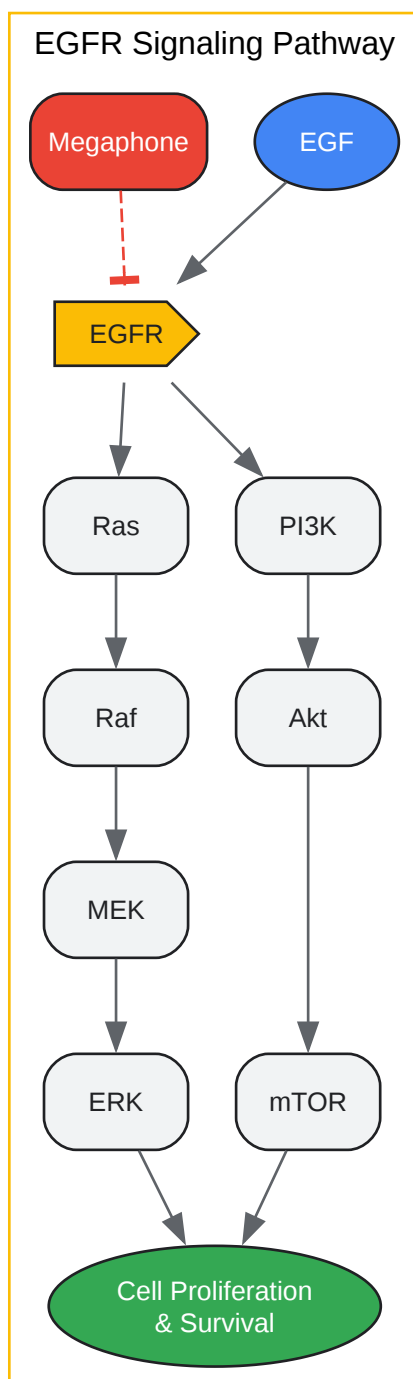 EGFR Signaling Pathway
Megaphone
EGF
EGFR
Ras
PI3K
Raf
Akt
MEK
ERK
mTOR
Cell Proliferation
& Survival